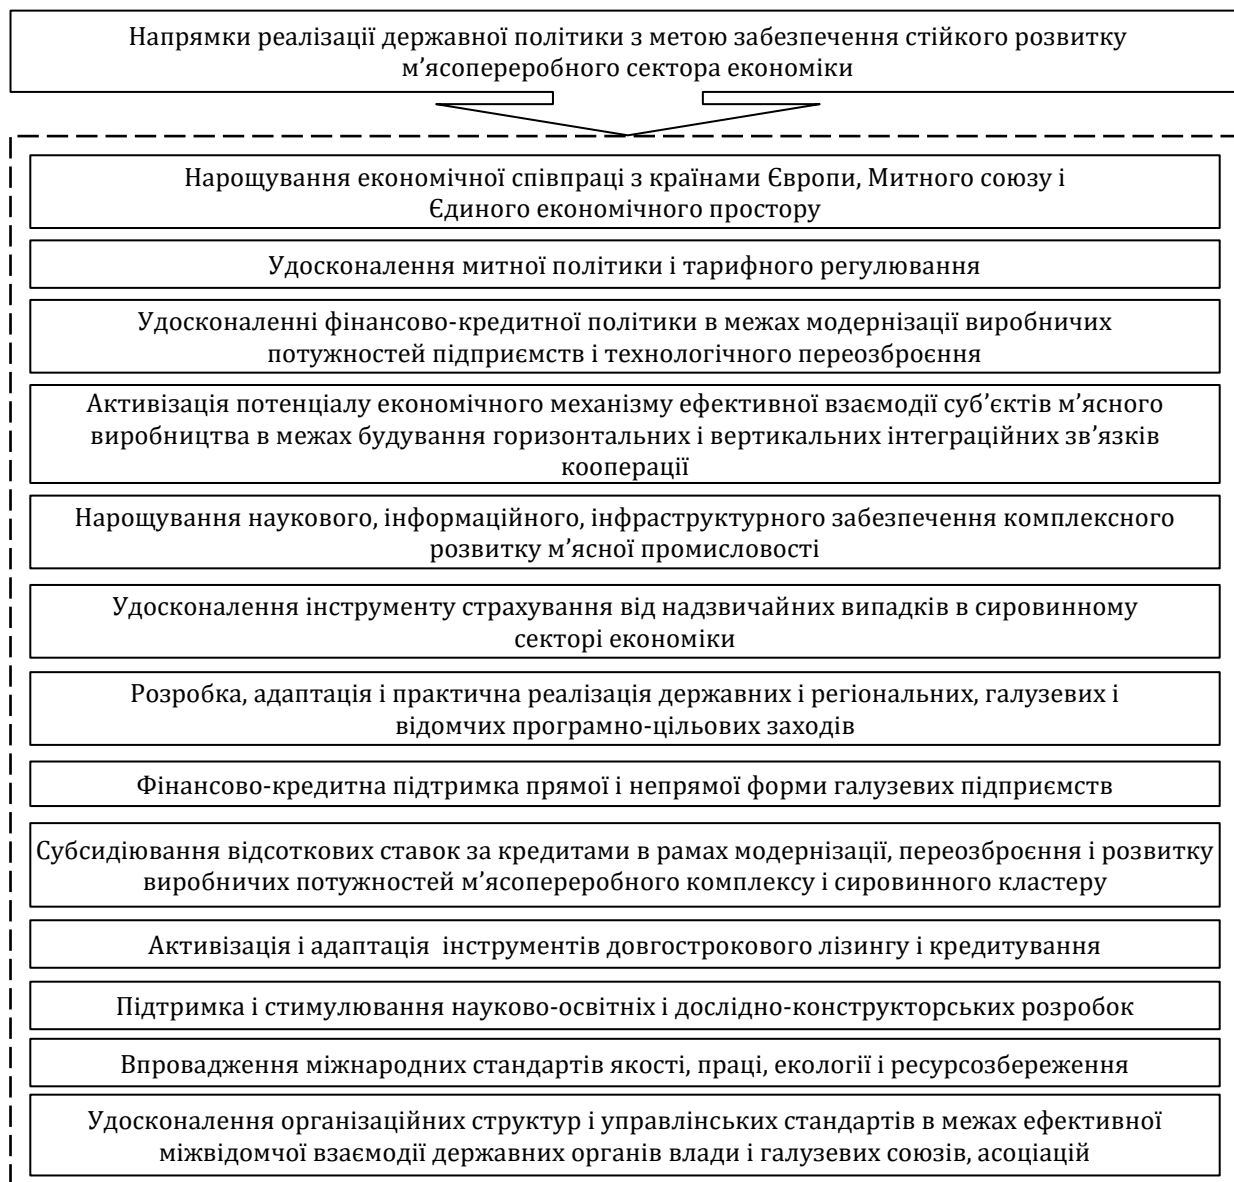 Напрямки реалізації державної політики з метою забезпечення стійкого розвитку
м’ясопереробного сектора економіки
Нарощування економічної співпраці з країнами Європи, Митного союзу і
Єдиного економічного простору
Удосконалення митної політики і тарифного регулювання
Удосконаленні фінансово-кредитної політики в межах модернізації виробничих
потужностей підприємств і технологічного переозброєння
Активізація потенціалу економічного механізму ефективної взаємодії суб’єктів м’ясного
виробництва в межах будування горизонтальних і вертикальних інтеграційних зв’язків
кооперації
Нарощування наукового, інформаційного, інфраструктурного забезпечення комплексного
розвитку м’ясної промисловості
Удосконалення інструменту страхування від надзвичайних випадків в сировинному
секторі економіки
Розробка, адаптація і практична реалізація державних і регіональних, галузевих і
відомчих програмно-цільових заходів
Фінансово-кредитна підтримка прямої і непрямої форми галузевих підприємств
Субсидіювання відсоткових ставок за кредитами в рамах модернізації, переозброєння і розвитку
виробничих потужностей м’ясопереробного комплексу і сировинного кластеру
Активізація і адаптація інструментів довгострокового лізингу і кредитування
Підтримка і стимулювання науково-освітніх і дослідно-конструкторських розробок
Впровадження міжнародних стандартів якості, праці, екології і ресурсозбереження
Удосконалення організаційних структур і управлінських стандартів в межах ефективної
міжвідомчої взаємодії державних органів влади і галузевих союзів, асоціацій